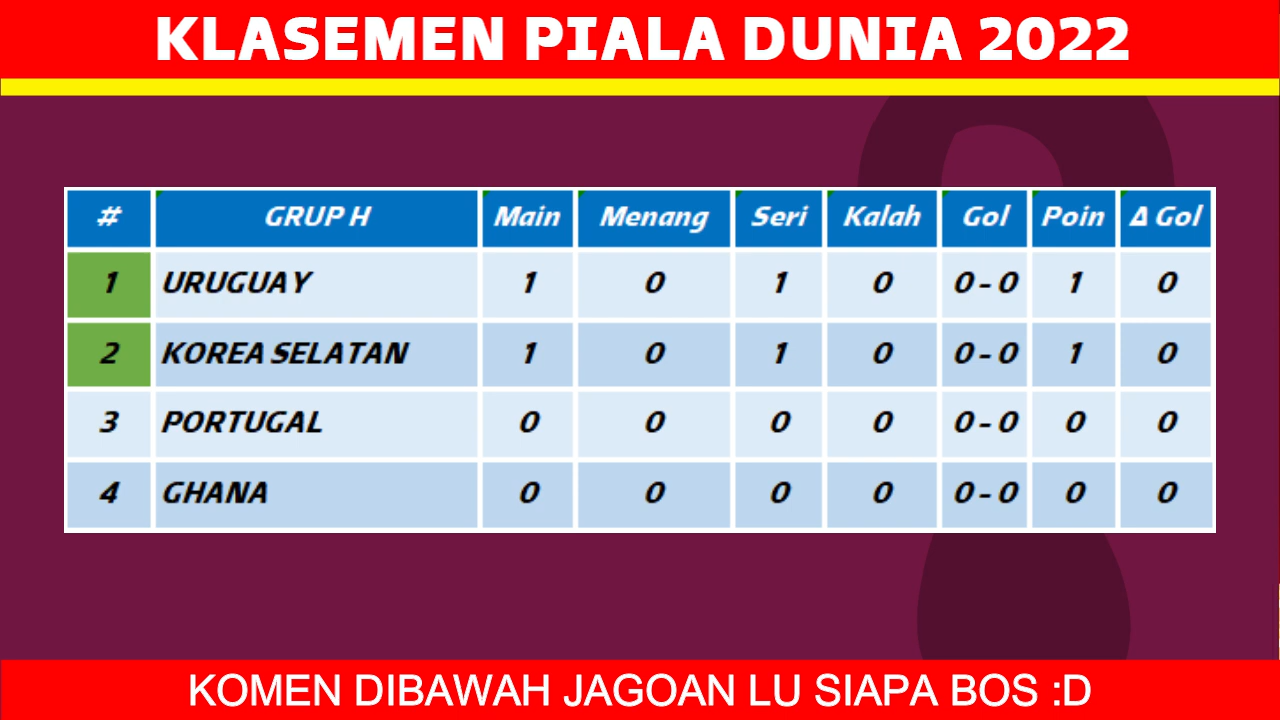 KLASEMEN PIALA DUNIA 2022
# GRUP H Main Menang Seri Kalah Gol Poin Δ Gol
1 URUGUAY 1 0 1 0 0 - 0 1 0
2 KOREA SELATAN 1 0 1 0 0 - 0 1 0
3 PORTUGAL 0 0 0 0 0 - 0 0 0
4 GHANA 0 0 0 0 0 - 0 0 0
KOMEN DIBAWAH JAGOAN LU SIAPA BOS :D